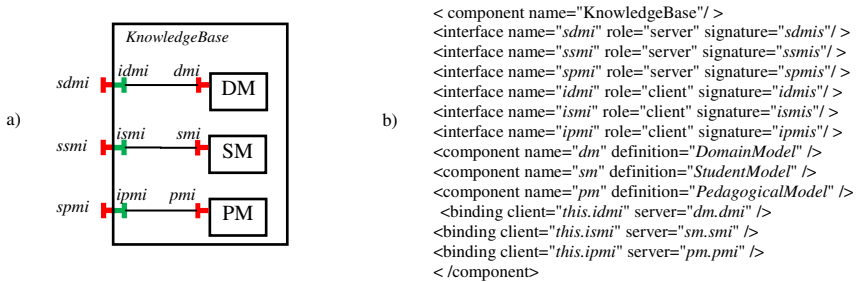 a)
KnowledgeBase
sdmi idmi dmi DM
ssmi ismi smi SM
spmi ipmi pmi PM
b)
< component name="KnowledgeBase"/ >
<interface name="sdmi" role="server" signature="sdmis"/ >
<interface name="ssmi" role="server" signature="ssmis"/ >
<interface name="spmi" role="server" signature="spmis"/ >
<interface name="idmi" role="client" signature="idmis"/ >
<interface name="ismi" role="client" signature="ismis"/ >
<interface name="ipmi" role="client" signature="ipmis"/ >
<component name="dm" definition="DomainModel" />
<component name="sm" definition="StudentModel" />
<component name="pm" definition="PedagogicalModel" />
<binding client="this.idmi" server="dm.dmi" />
<binding client="this.ismi" server="sm.smi" />
<binding client="this.ipmi" server="pm.pmi" />
< /component>